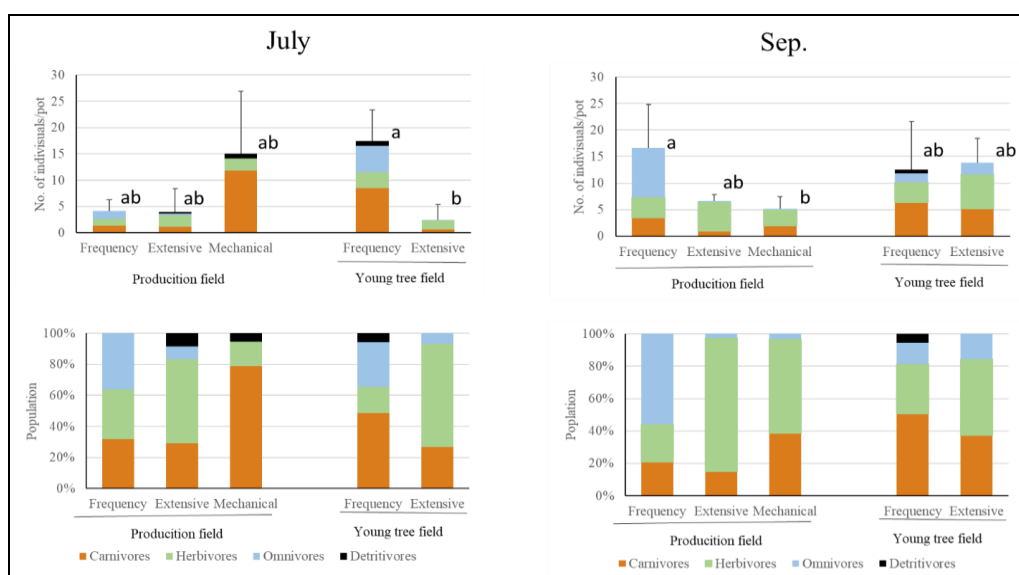 July
Sep.
No. of indivisuals/pot
30
25
20
15
10
5
0
ab
ab
ab
a
b
Frequency Extensive Mechanical Frequency Extensive
Producition field
Young tree field
No. of indivisuals/pot
30
25
20
15
10
5
0
a
ab
b
ab
ab
Frequency Extensive Mechanical Frequency Extensive
Producition field
Young tree field
Population
100%
80%
60%
40%
20%
0%
Frequency Extensive Mechanical Frequency Extensive
Producition field
Young tree field
Carnivores Herbivores Omnivores Detritivores
Poplation
100%
80%
60%
40%
20%
0%
Frequency Extensive Mechanical Frequency Extensive
Producition field
Young tree field
Carnivores Herbivores Omnivores Detritivores